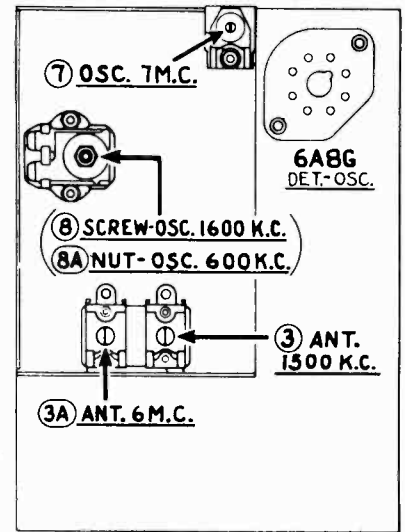 7 OSC. 7M.C.
6A8G
DET.-OSC.
(8 SCREW-OSC. 1600 K.C.
8A NUT-OSC. 600K.C.)
3 ANT.
1500 K.C.
3A ANT. 6 M.C.